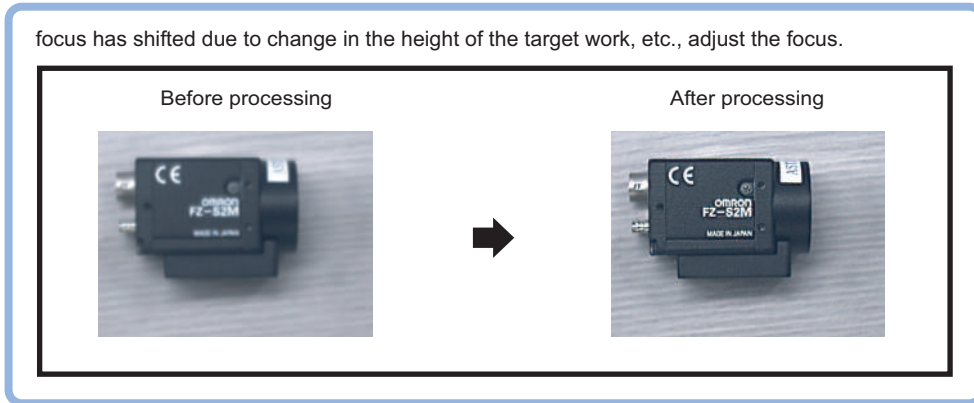 focus has shifted due to change in the height of the target work, etc., adjust the focus.
Before processing
After processing
CE
OMRON
FZ-S2M
MADE IN JAPAN
CE
OMRON
FZ-S2M
MADE IN JAPAN